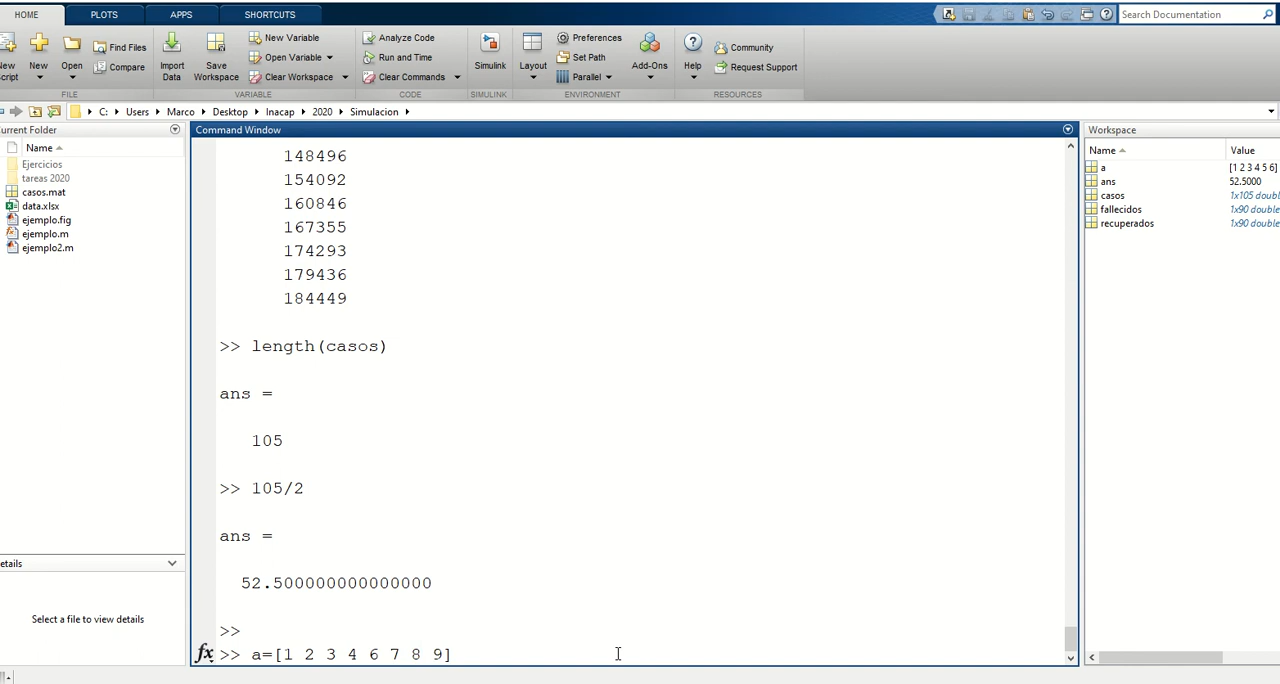 HOME PLOTS APPS SHORTCUTS Search Documentation
New Variable Analyze Code Preferences Community
Find Files
Open Variable Run and Time Set Path Request Support
Compare
New Open Import Save Simulink Layout Add-Ons Help
Script Data Workspace Clear Workspace Clear Commands Parallel
FILE VARIABLE CODE SIMULINK ENVIRONMENT RESOURCES
C: Users Marco Desktop Inacap 2020 Simulacion
urrent Folder
Name
Ejercicios
tareas 2020
casos.mat
data.xlsx
ejemplo.fig
ejemplo.m
ejemplo2.m
etails
Select a file to view details
Command Window
148496
154092
160846
167355
174293
179436
184449
>> length(casos)
ans =
105
>> 105/2
ans =
52.500000000000000
>>
fx >> a=[1 2 3 4 6 7 8 9]
Workspace
Name Value
a [1 2 3 4 5 6]
ans 52.5000
casos 1x105 doubl
fallecidos 1x90 double
recuperados 1x90 double